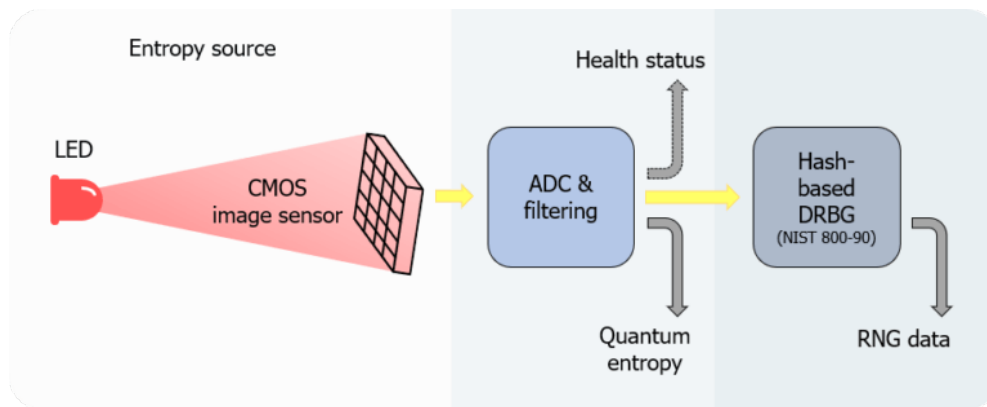 Entropy source
LED
CMOS
image sensor
Health status
ADC &
filtering
Quantum
entropy
Hash-
based
DRBG
(NIST 800-90)
RNG data